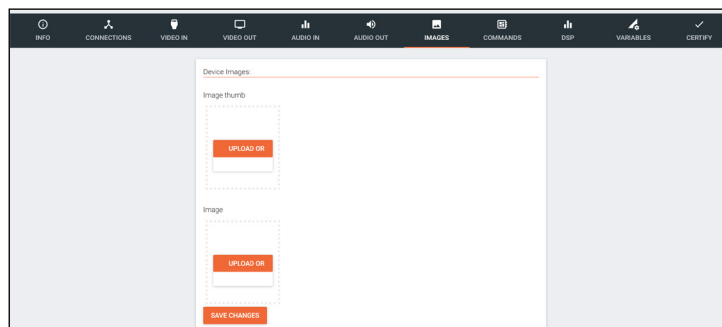 INFO CONNECTIONS VIDEO IN VIDEO OUT AUDIO IN AUDIO OUT IMAGES COMMANDS DSP VARIABLES CERTIFY
Device Images:
Image thumb
UPLOAD OR
Image
UPLOAD OR
SAVE CHANGES